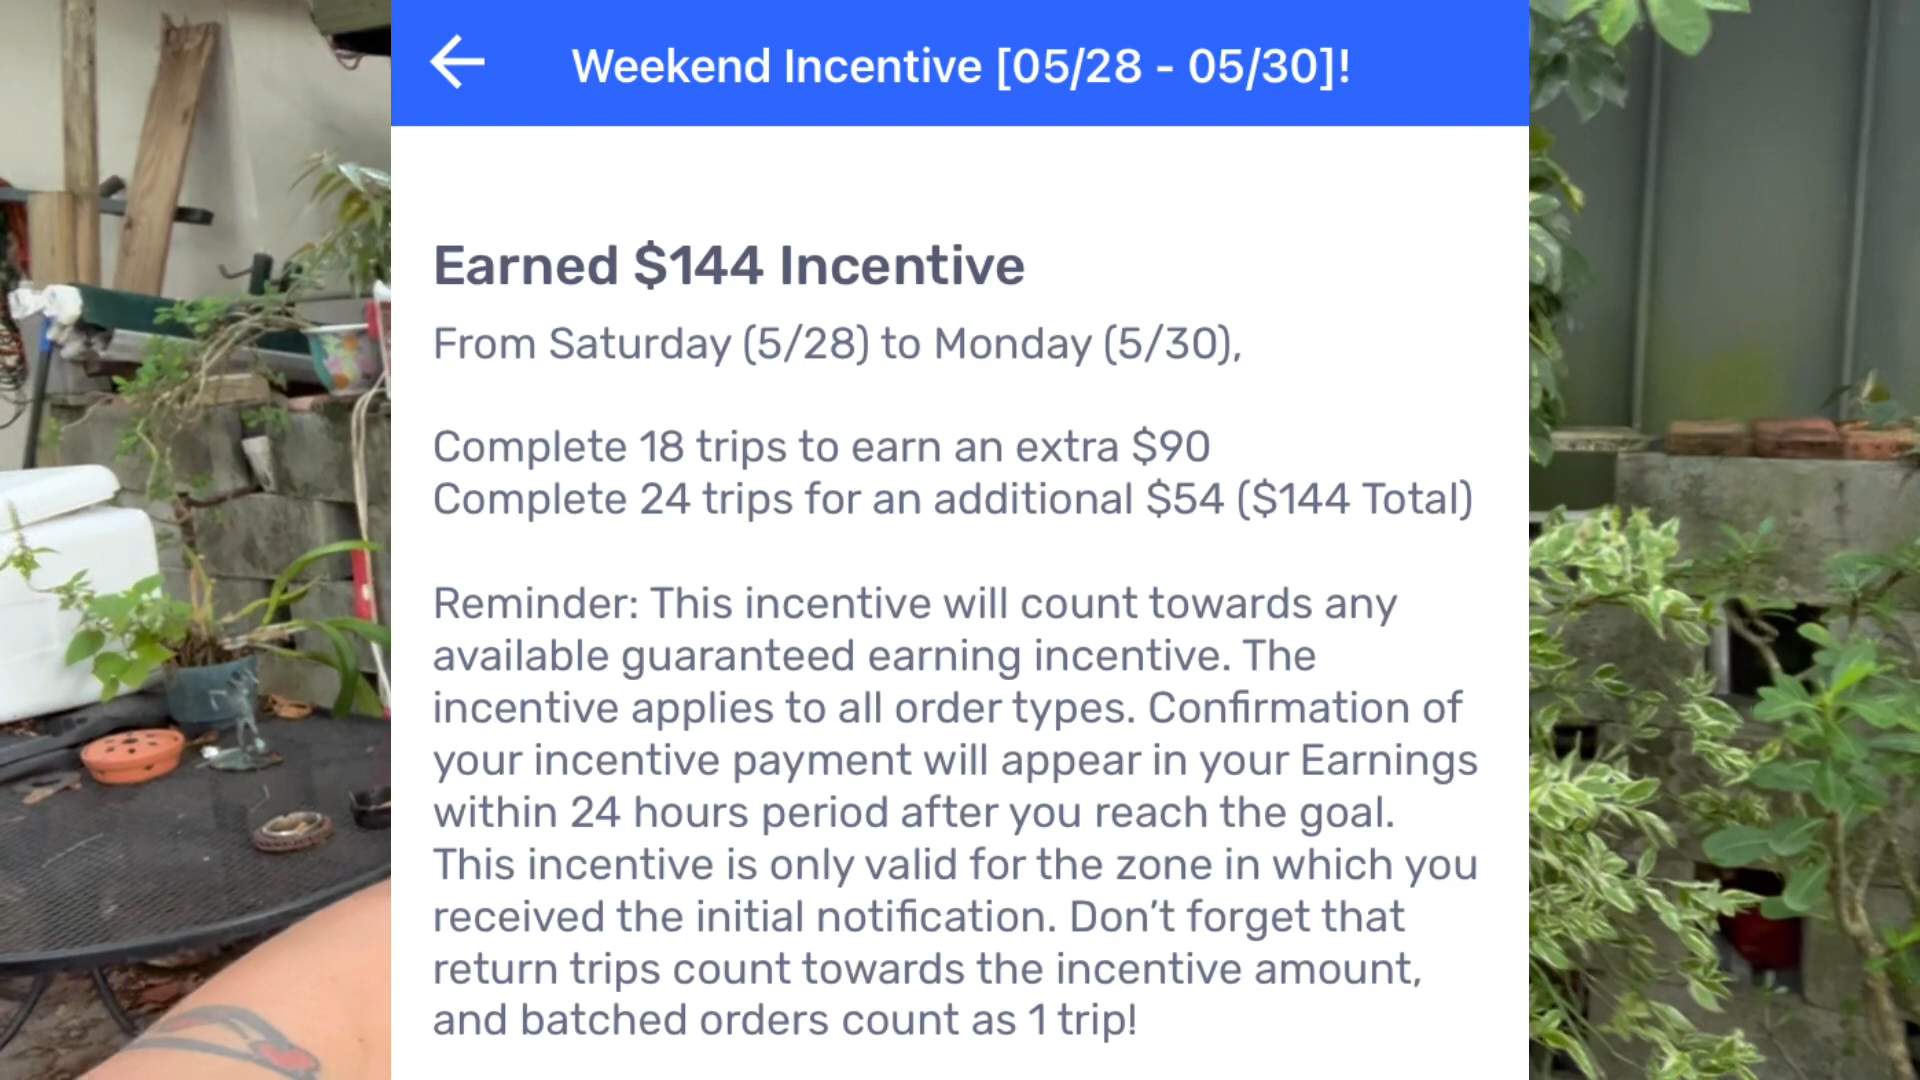 Weekend Incentive [05/28 - 05/30]!
Earned $144 Incentive
From Saturday (5/28) to Monday (5/30),
Complete 18 trips to earn an extra $90
Complete 24 trips for an additional $54 ($144 Total)
Reminder: This incentive will count towards any
available guaranteed earning incentive. The
incentive applies to all order types. Confirmation of
your incentive payment will appear in your Earnings
within 24 hours period after you reach the goal.
This incentive is only valid for the zone in which you
received the initial notification. Don’t forget that
return trips count towards the incentive amount,
and batched orders count as 1 trip!